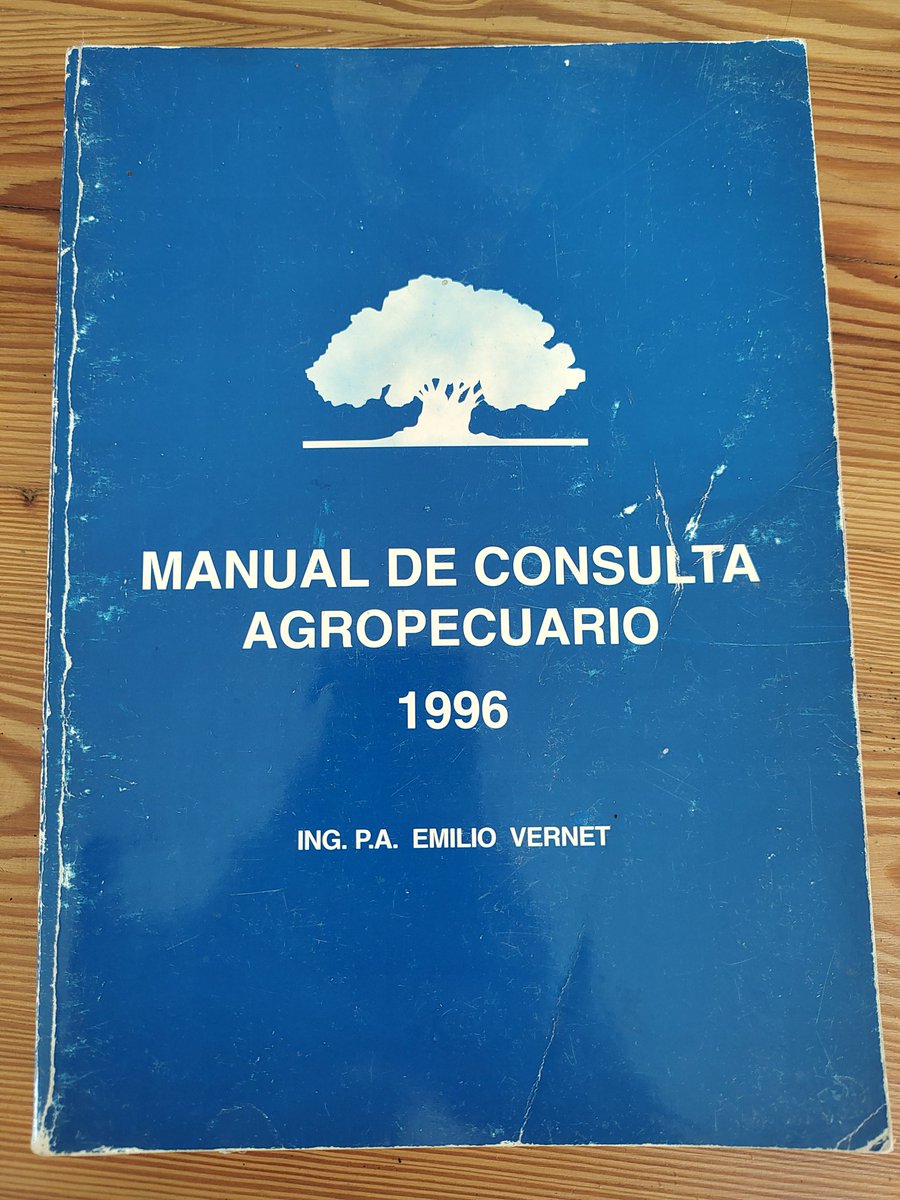 MANUAL DE CONSULTA
AGROPECUARIO
1996
ING. P.A. EMILIO VERNET